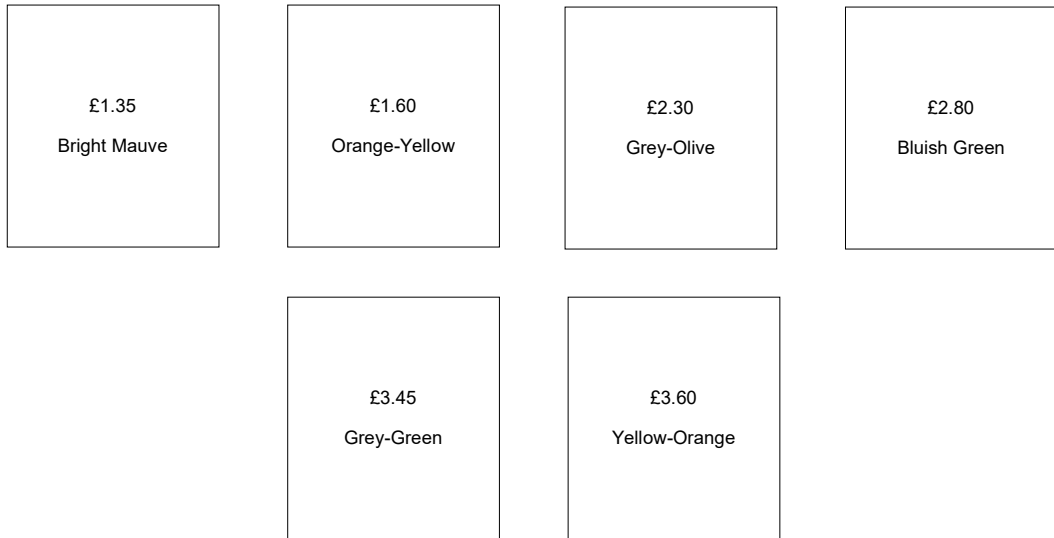 £1.35
Bright Mauve
£1.60
Orange-Yellow
£2.30
Grey-Olive
£2.80
Bluish Green
£3.45
Grey-Green
£3.60
Yellow-Orange